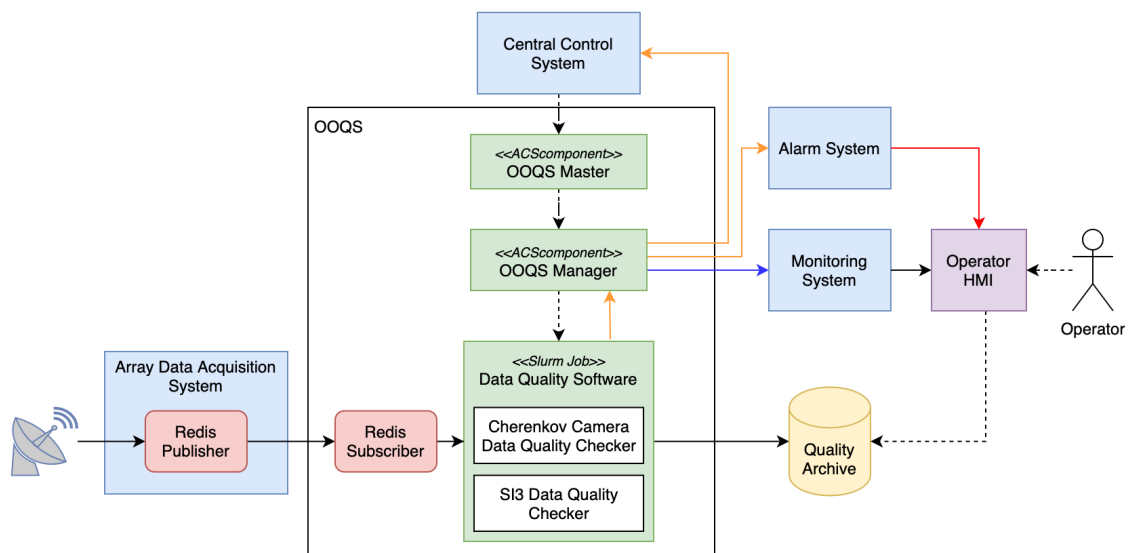 Central Control
System
OOQS
<<ACScomponent>>
OOQS Master
Alarm System
<<ACScomponent>>
OOQS Manager
Monitoring
System
Operator
HMI
Operator
Array Data Acquisition
System
Redis
Publisher
Redis
Subscriber
<<Slurm Job>>
Data Quality Software
Cherenkov Camera
Data Quality Checker
SI3 Data Quality
Checker
Quality
Archive